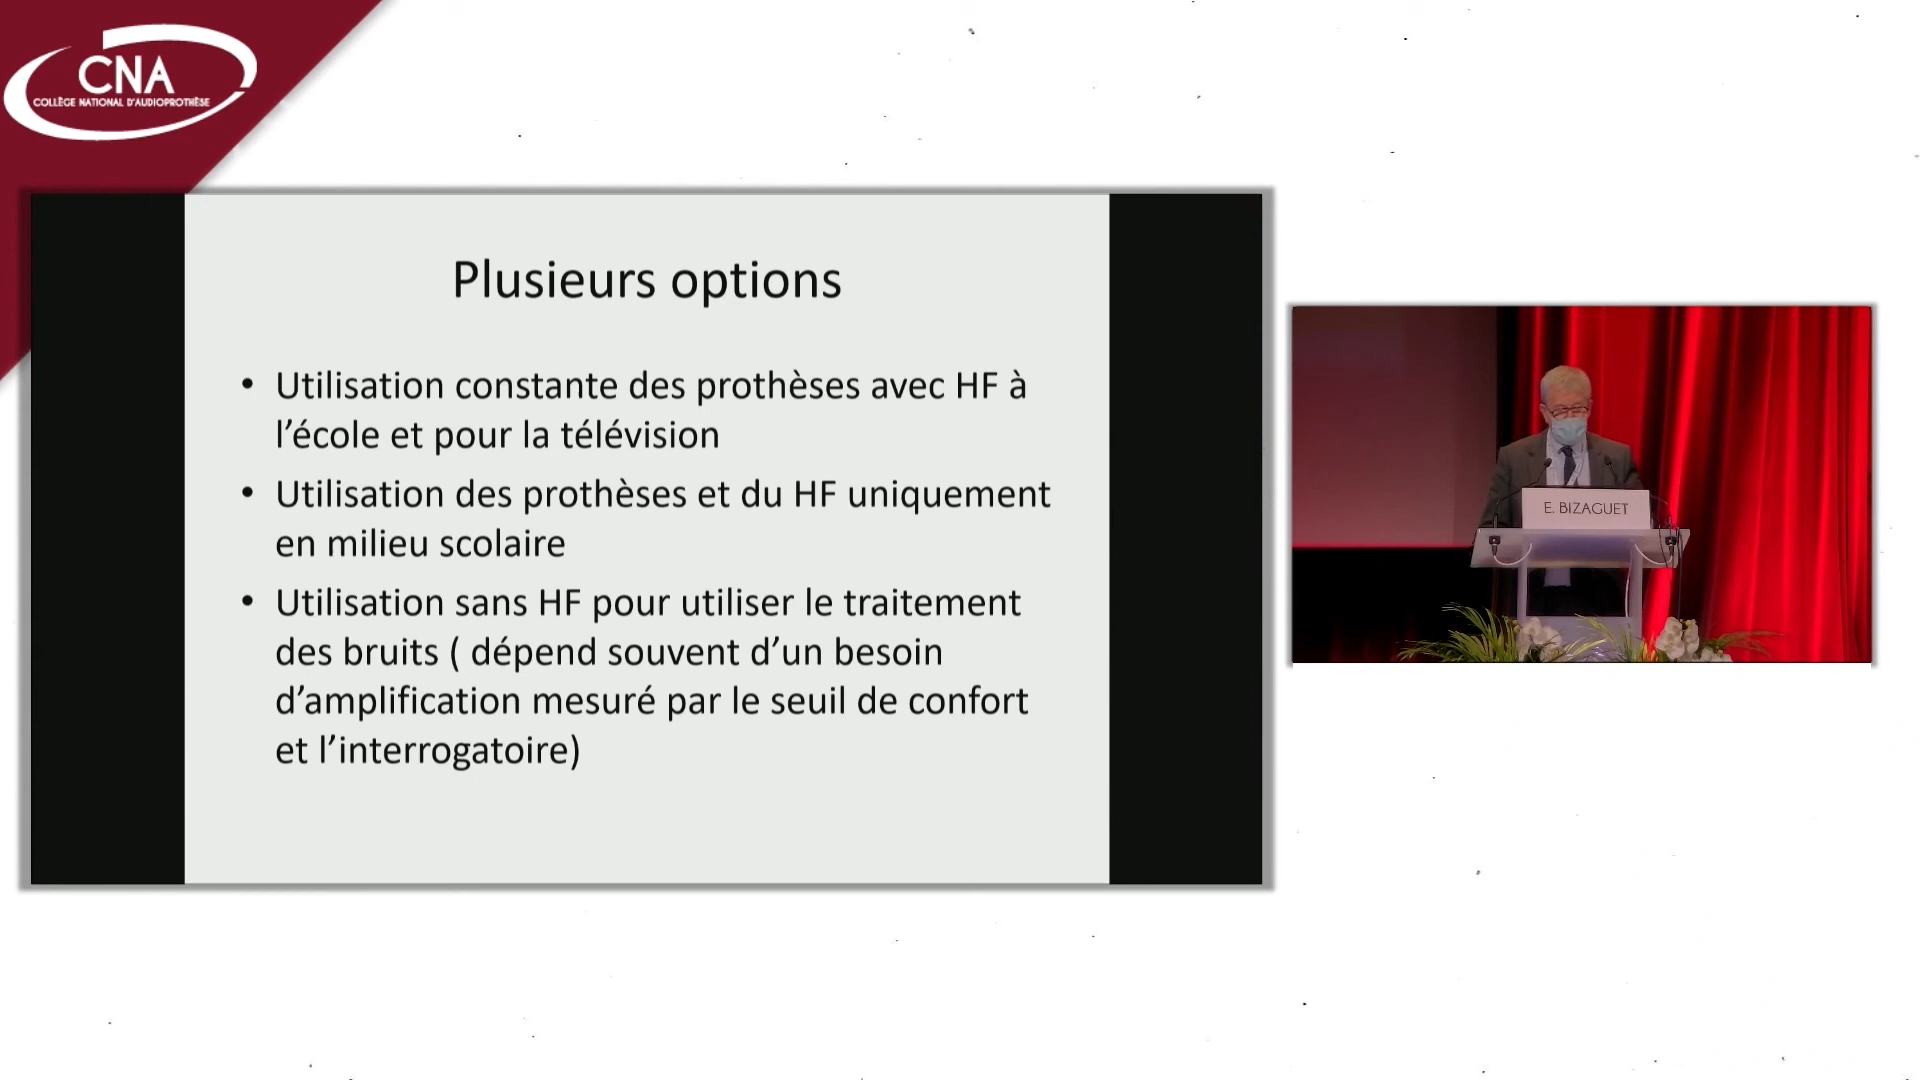 CNA
COLLÈGE NATIONAL D'AUDIOPROTHÈSE
Plusieurs options
• Utilisation constante des prothèses avec HF à
l’école et pour la télévision
• Utilisation des prothèses et du HF uniquement
en milieu scolaire
• Utilisation sans HF pour utiliser le traitement
des bruits ( dépend souvent d’un besoin
d’amplification mesuré par le seuil de confort
et l’interrogatoire)
E. BIZAGUET